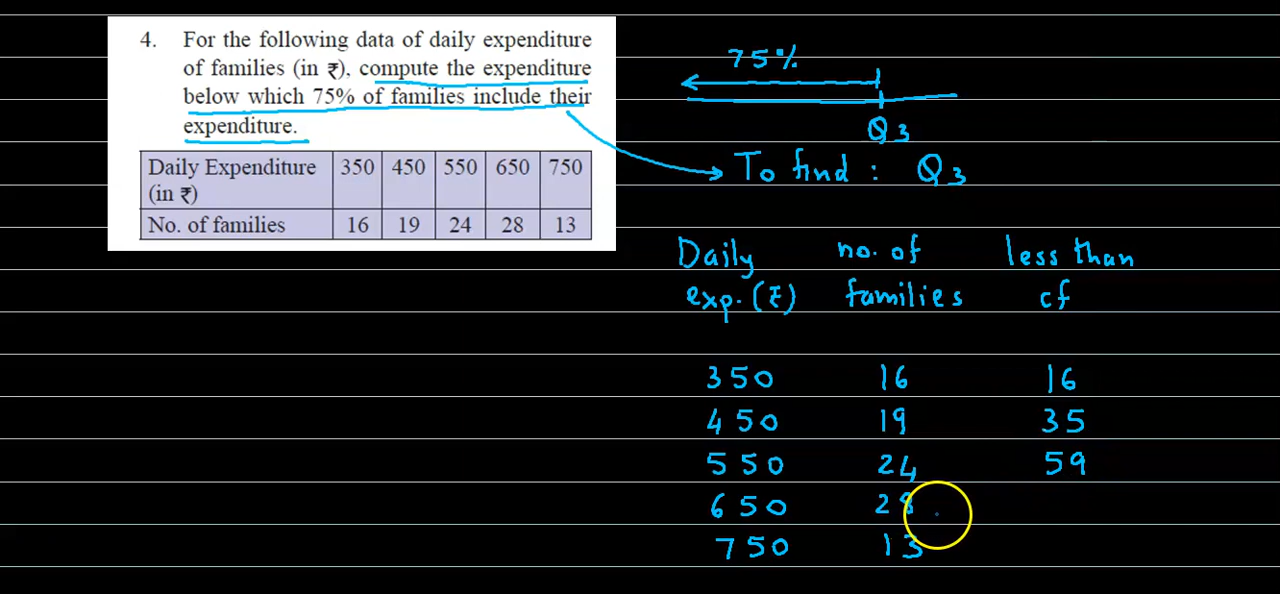 4. For the following data of daily expenditure
of families (in ₹), compute the expenditure
below which 75% of families include their
expenditure.
Daily Expenditure (in ₹) 350 450 550 650 750
No. of families 16 19 24 28 13
75%
Q3
To find : Q3
Daily no. of less than
exp. (₹) families cf
350 16 16
450 19 35
550 24 59
650 28
750 13